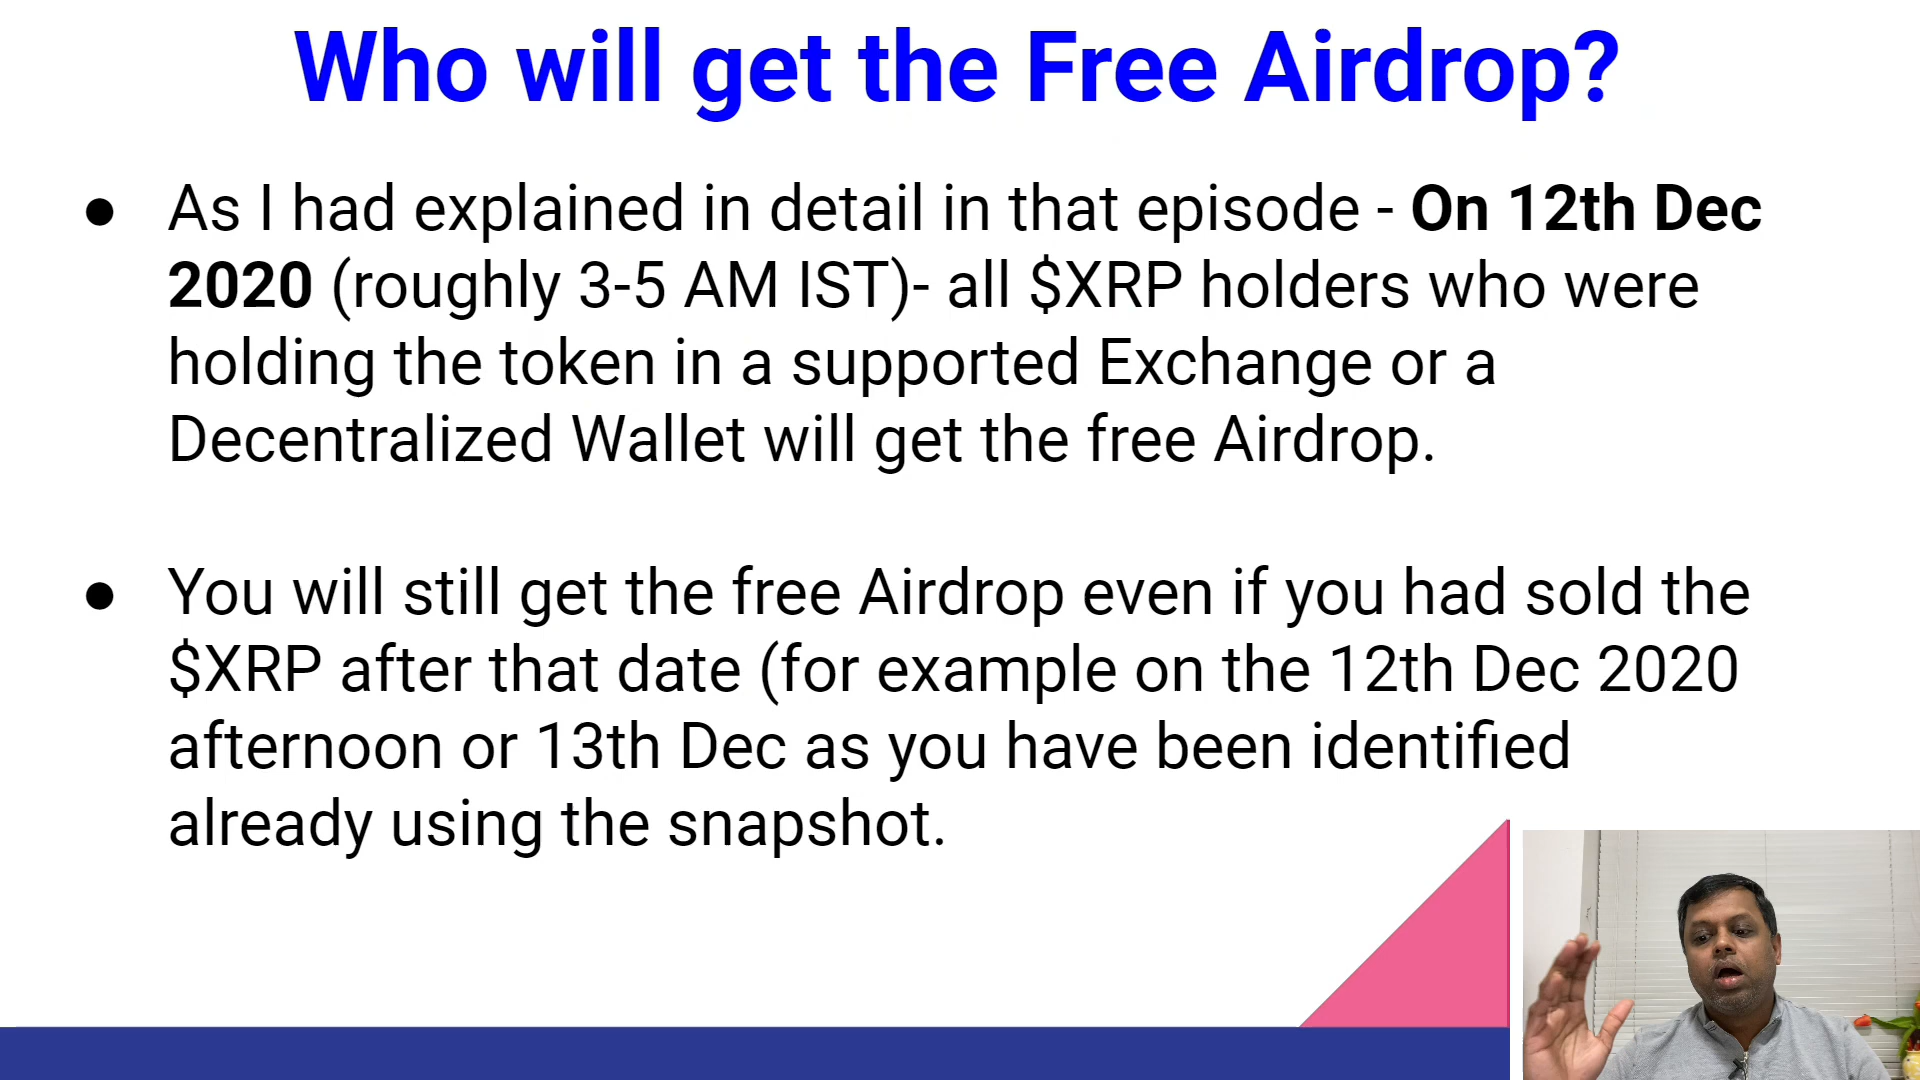 Who will get the Free Airdrop?
● As I had explained in detail in that episode - On 12th Dec
2020 (roughly 3-5 AM IST)- all $XRP holders who were
holding the token in a supported Exchange or a
Decentralized Wallet will get the free Airdrop.
● You will still get the free Airdrop even if you had sold the
$XRP after that date (for example on the 12th Dec 2020
afternoon or 13th Dec as you have been identified
already using the snapshot.